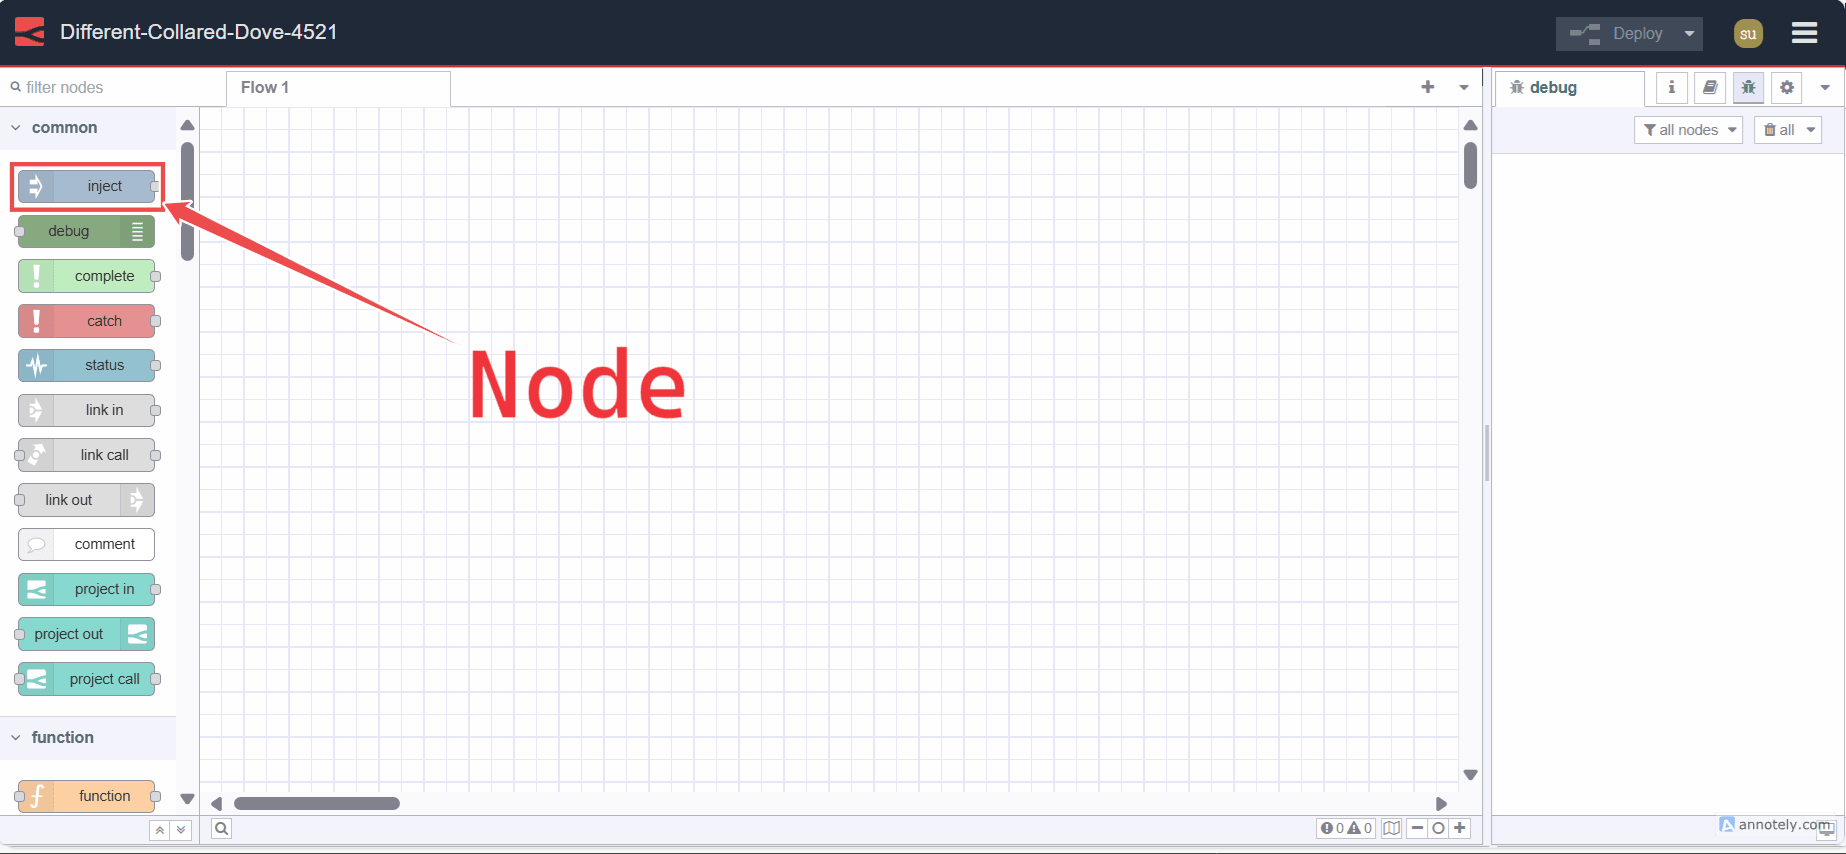 Different-Collared-Dove-4521
Deploy
su
filter nodes
Flow 1
debug
all nodes
all
common
inject
debug
complete
catch
status
link in
link call
link out
comment
project in
project out
project call
function
function
Node
0 0
annotely.com